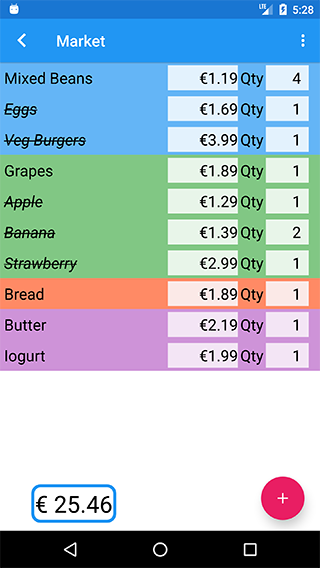 LTE 5:28
Market
Mixed Beans €1.19 Qty 4
Eggs €1.69 Qty 1
Veg Burgers €3.99 Qty 1
Grapes €1.89 Qty 1
Apple €1.29 Qty 1
Banana €1.39 Qty 2
Strawberry €2.99 Qty 1
Bread €1.89 Qty 1
Butter €2.19 Qty 1
Iogurt €1.99 Qty 1
€ 25.46
+